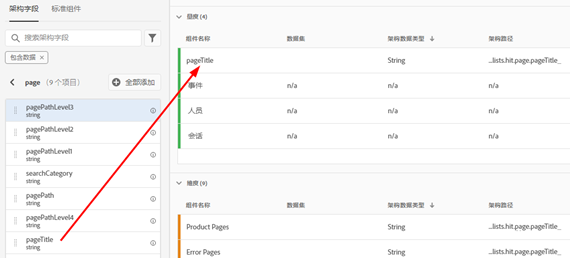 架构字段
标准组件
搜索架构字段
包含数据 ×
page (9 个项目)
全部添加
pagePathLevel3
string
pagePathLevel2
string
pagePathLevel1
string
searchCategory
string
pagePath
string
pagePathLevel4
string
pageTitle
string
(4)
组件名称 数据集 架构数据类型 架构路径
pageTitle String ...lists.hit.page.pageTitle_
事件 n/a n/a n/a
人员 n/a n/a n/a
会话 n/a n/a n/a
维度 (9)
组件名称 数据集 架构数据类型 架构路径
Product Pages String ...lists.hit.page.pageTitle_
Error Pages String ...lists.hit.page.pageTitle_